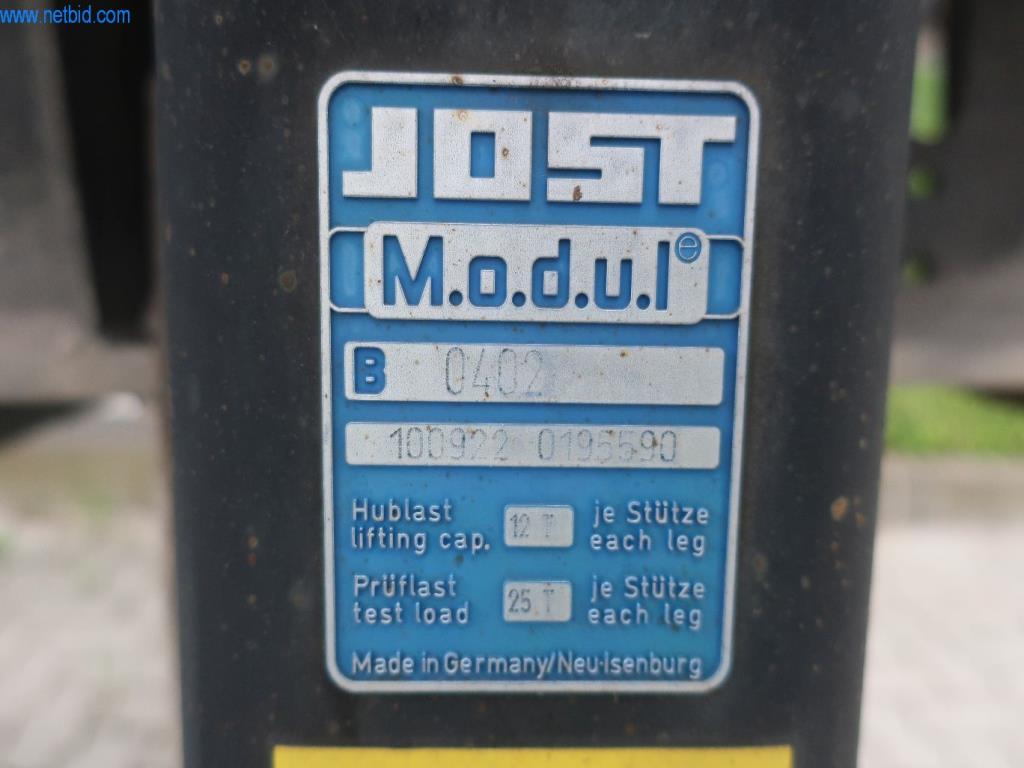 www.netbid.com
JOST
M.o.d.u.l e
B 0402
100922 0195590
Hublast 12 T je Stütze
lifting cap. each leg
Prüflast 25 T je Stütze
test load each leg
Made in Germany/Neu-Isenburg